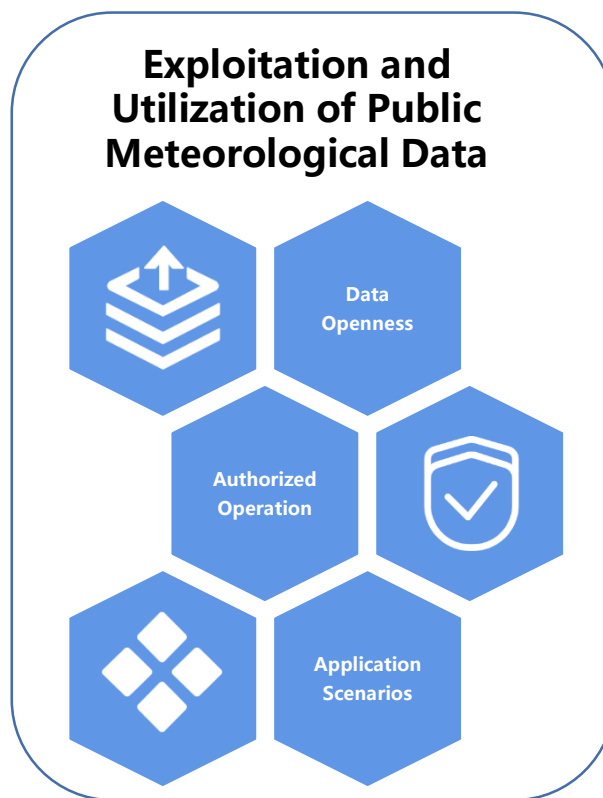 Exploitation and
Utilization of Public
Meteorological Data
Data
Openness
Authorized
Operation
Application
Scenarios